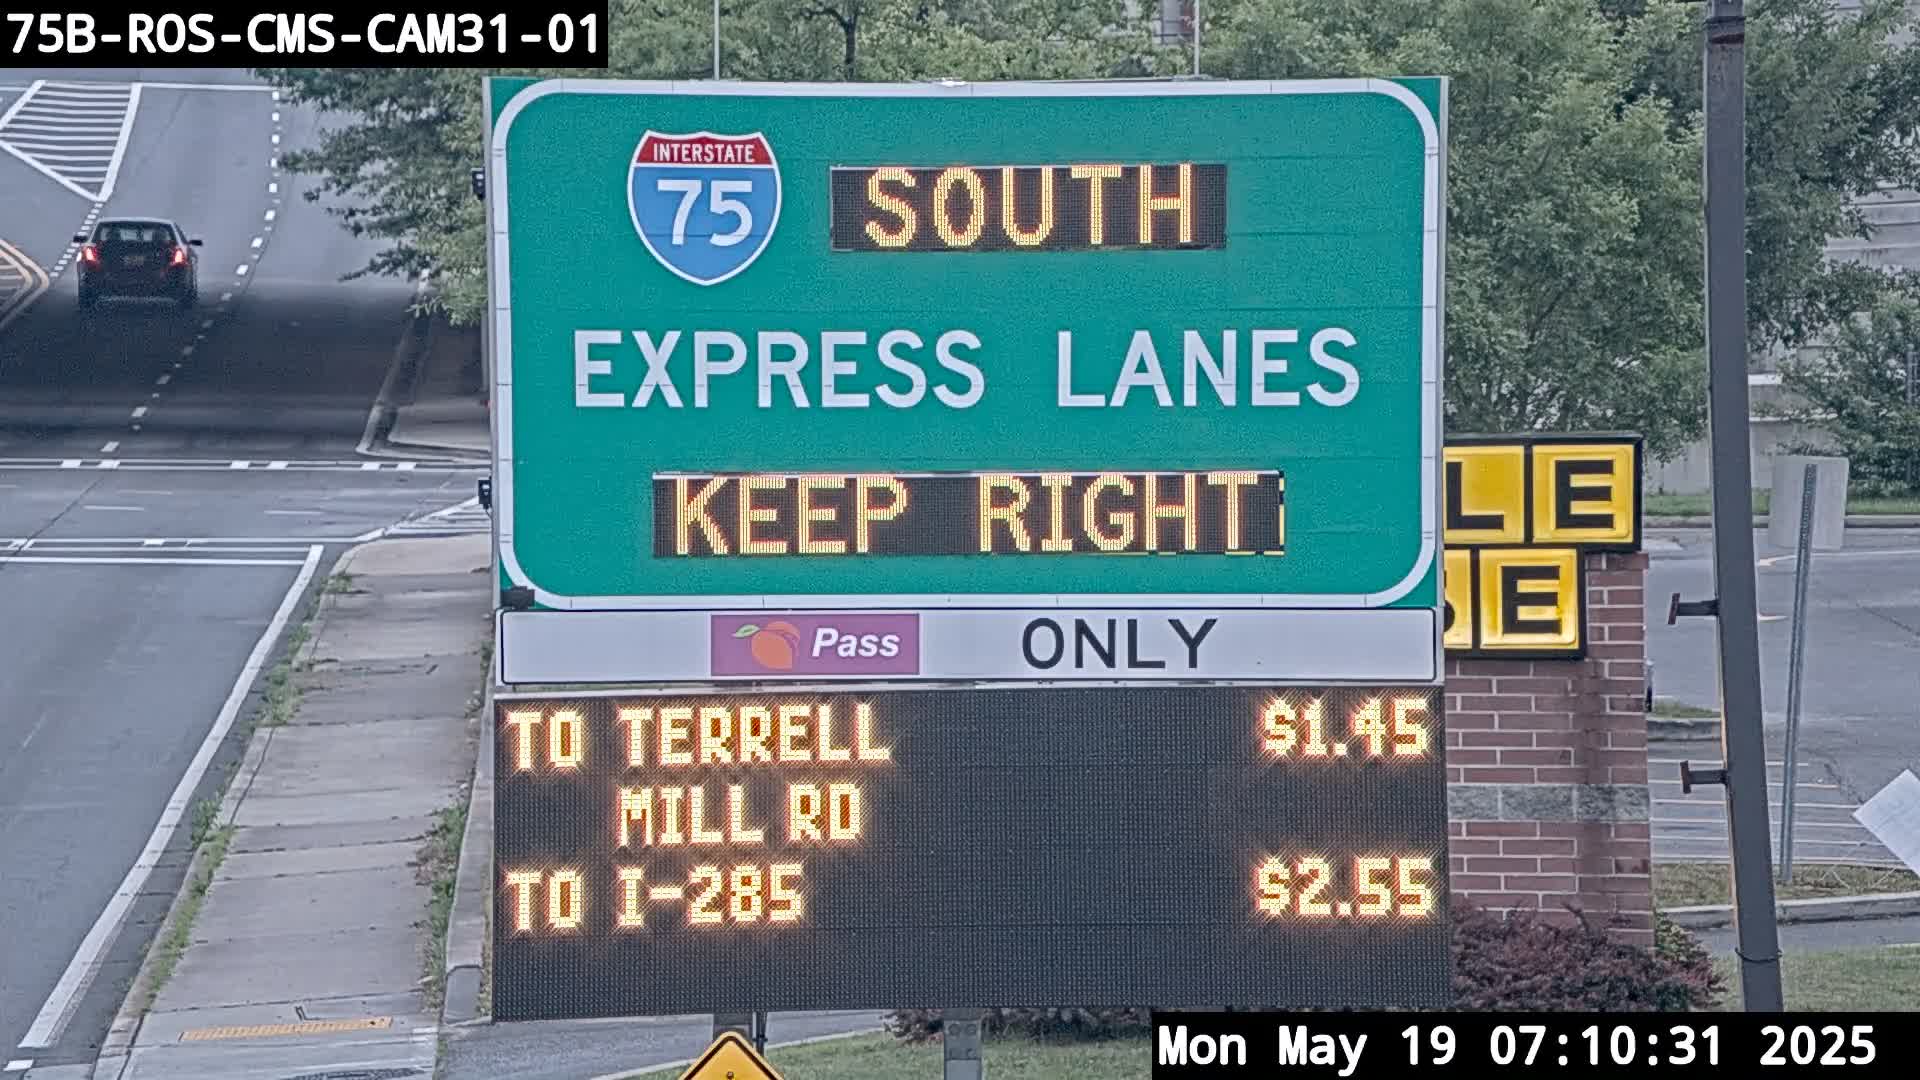 75B-ROS-CMS-CAM31-01
INTERSTATE
75
SOUTH
EXPRESS LANES
KEEP RIGHT
Pass ONLY
TO TERRELL $1.45
MILL RD
TO I-285 $2.55
LE
E
Mon May 19 07:10:31 2025